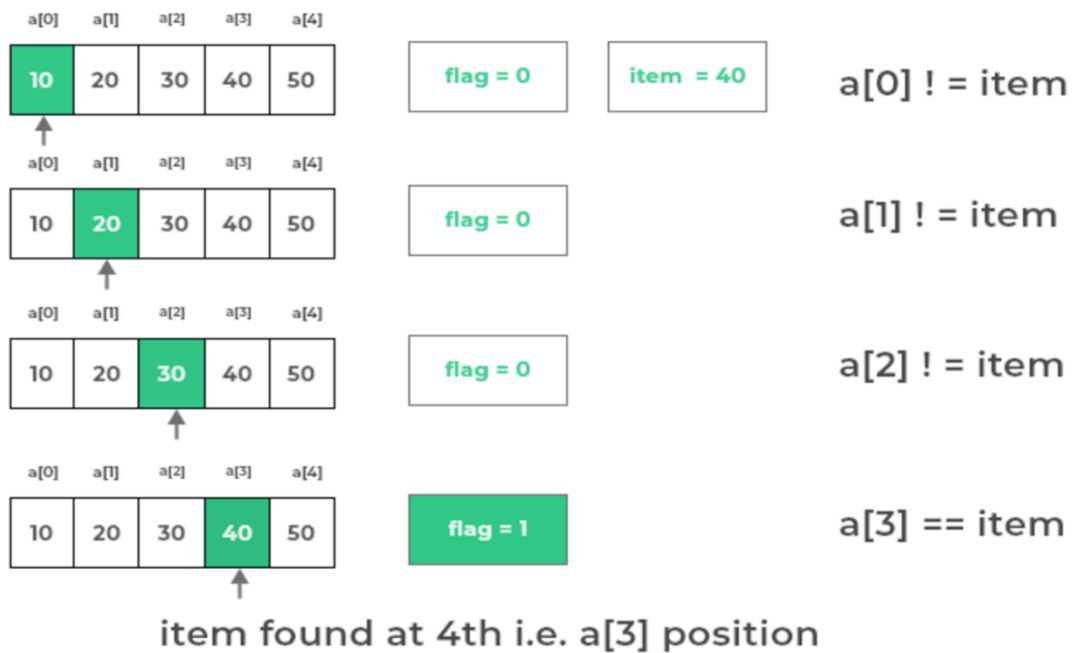 a[0] a[1] a[2] a[3] a[4]
10 20 30 40 50 flag = 0 item = 40 a[0] ! = item
a[0] a[1] a[2] a[3] a[4]
10 20 30 40 50 flag = 0 a[1] ! = item
a[0] a[1] a[2] a[3] a[4]
10 20 30 40 50 flag = 0 a[2] ! = item
a[0] a[1] a[2] a[3] a[4]
10 20 30 40 50 flag = 1 a[3] == item
item found at 4th i.e. a[3] position